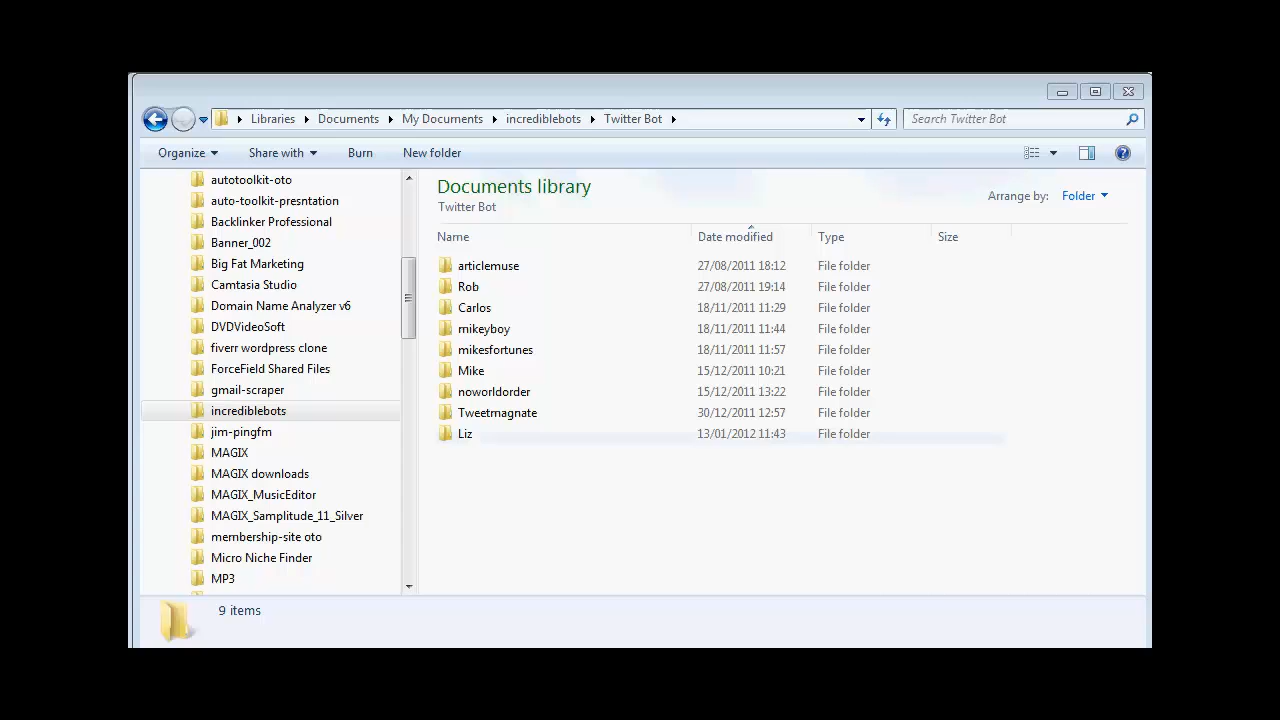 Libraries Documents My Documents incrediblebots Twitter Bot Search Twitter Bot
Organize Share with Burn New folder
autotoolkit-oto
auto-toolkit-presntation
Backlinker Professional
Banner_002
Big Fat Marketing
Camtasia Studio
Domain Name Analyzer v6
DVDVideoSoft
fiverr wordpress clone
ForceField Shared Files
gmail-scraper
incrediblebots
jim-pingfm
MAGIX
MAGIX downloads
MAGIX_MusicEditor
MAGIX_Samplitude_11_Silver
membership-site oto
Micro Niche Finder
MP3
Documents library
Twitter Bot
Arrange by: Folder
Name Date modified Type Size
articlemuse 27/08/2011 18:12 File folder
Rob 27/08/2011 19:14 File folder
Carlos 18/11/2011 11:29 File folder
mikeyboy 18/11/2011 11:44 File folder
mikesfortunes 18/11/2011 11:57 File folder
Mike 15/12/2011 10:21 File folder
noworldorder 15/12/2011 13:22 File folder
Tweetmagnate 30/12/2011 12:57 File folder
Liz 13/01/2012 11:43 File folder
9 items